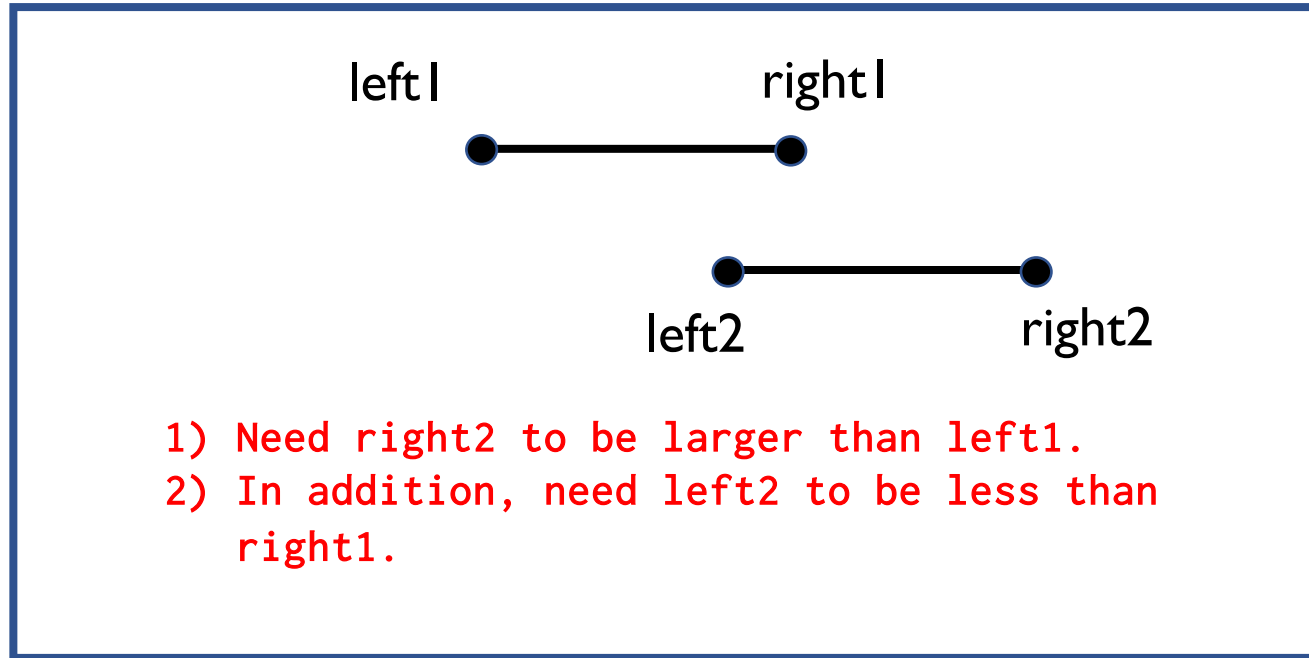 left1 right1
left2 right2
1) Need right2 to be larger than left1.
2) In addition, need left2 to be less than
right1.